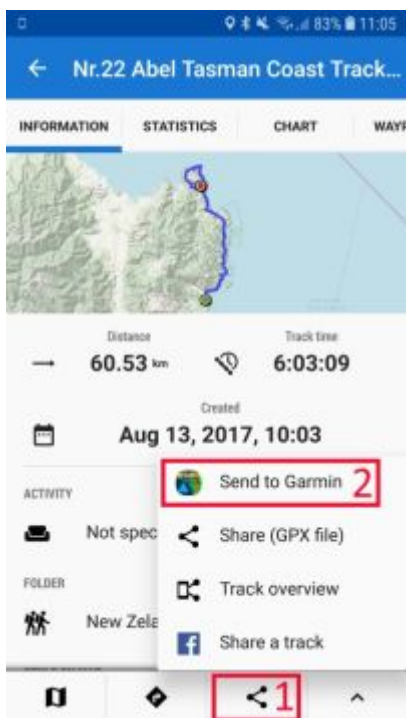 83% 11:05
Nr.22 Abel Tasman Coast Track...
INFORMATION STATISTICS CHART WAYP
Distance Track time
60.53 km 6:03:09
Created
Aug 13, 2017, 10:03
Send to Garmin 2
ACTIVITY
Not spec
Share (GPX file)
FOLDER
Track overview
New Zela
Share a track
1